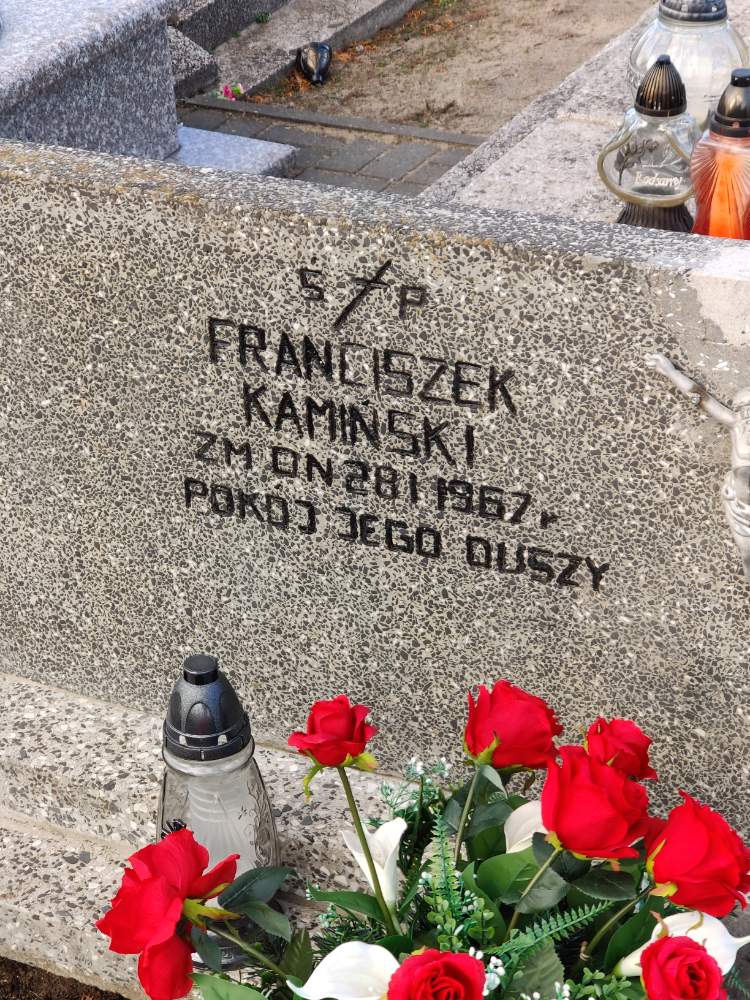 Ś P
FRANCISZEK
KAMIŃSKI
ZM DN 28 I 1967 r
POKÓJ JEGO DUSZY